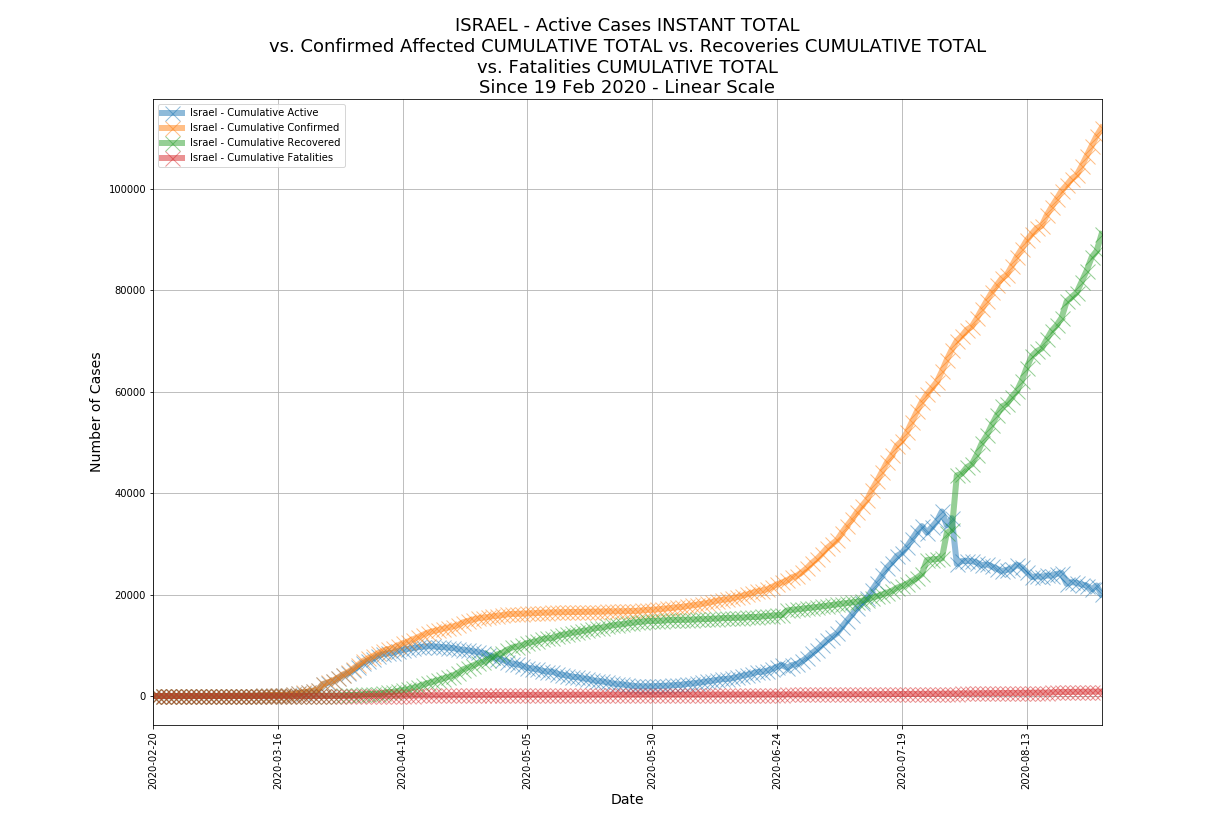 ISRAEL - Active Cases INSTANT TOTAL
vs. Confirmed Affected CUMULATIVE TOTAL vs. Recoveries CUMULATIVE TOTAL
vs. Fatalities CUMULATIVE TOTAL
Since 19 Feb 2020 - Linear Scale
Israel - Cumulative Active
Israel - Cumulative Confirmed
Israel - Cumulative Recovered
Israel - Cumulative Fatalities
Number of Cases
100000
80000
60000
40000
20000
0
2020-02-20
2020-03-16
2020-04-10
2020-05-05
2020-05-30
2020-06-24
2020-07-19
2020-08-13
Date